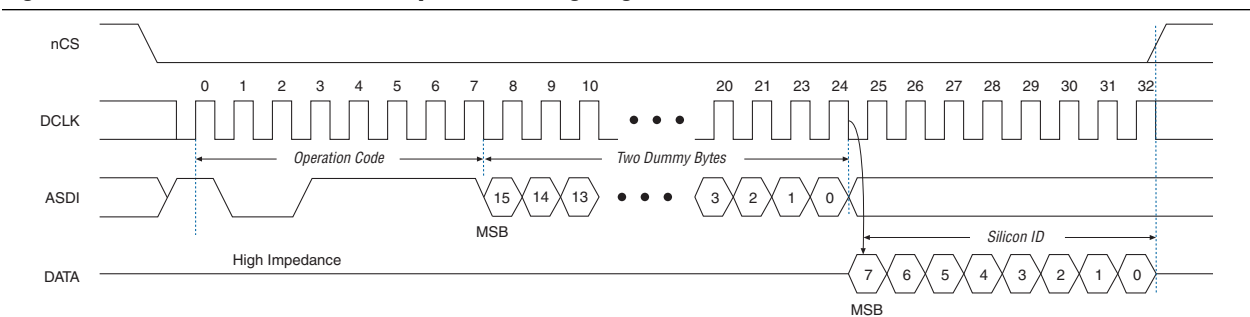 nCS
0 1 2 3 4 5 6 7 8 9 10 20 21 23 24 25 26 27 28 29 30 31 32
DCLK
Operation Code
Two Dummy Bytes
ASDI
15 14 13 3 2 1 0
MSB
Silicon ID
High Impedance
DATA
7 6 5 4 3 2 1 0
MSB